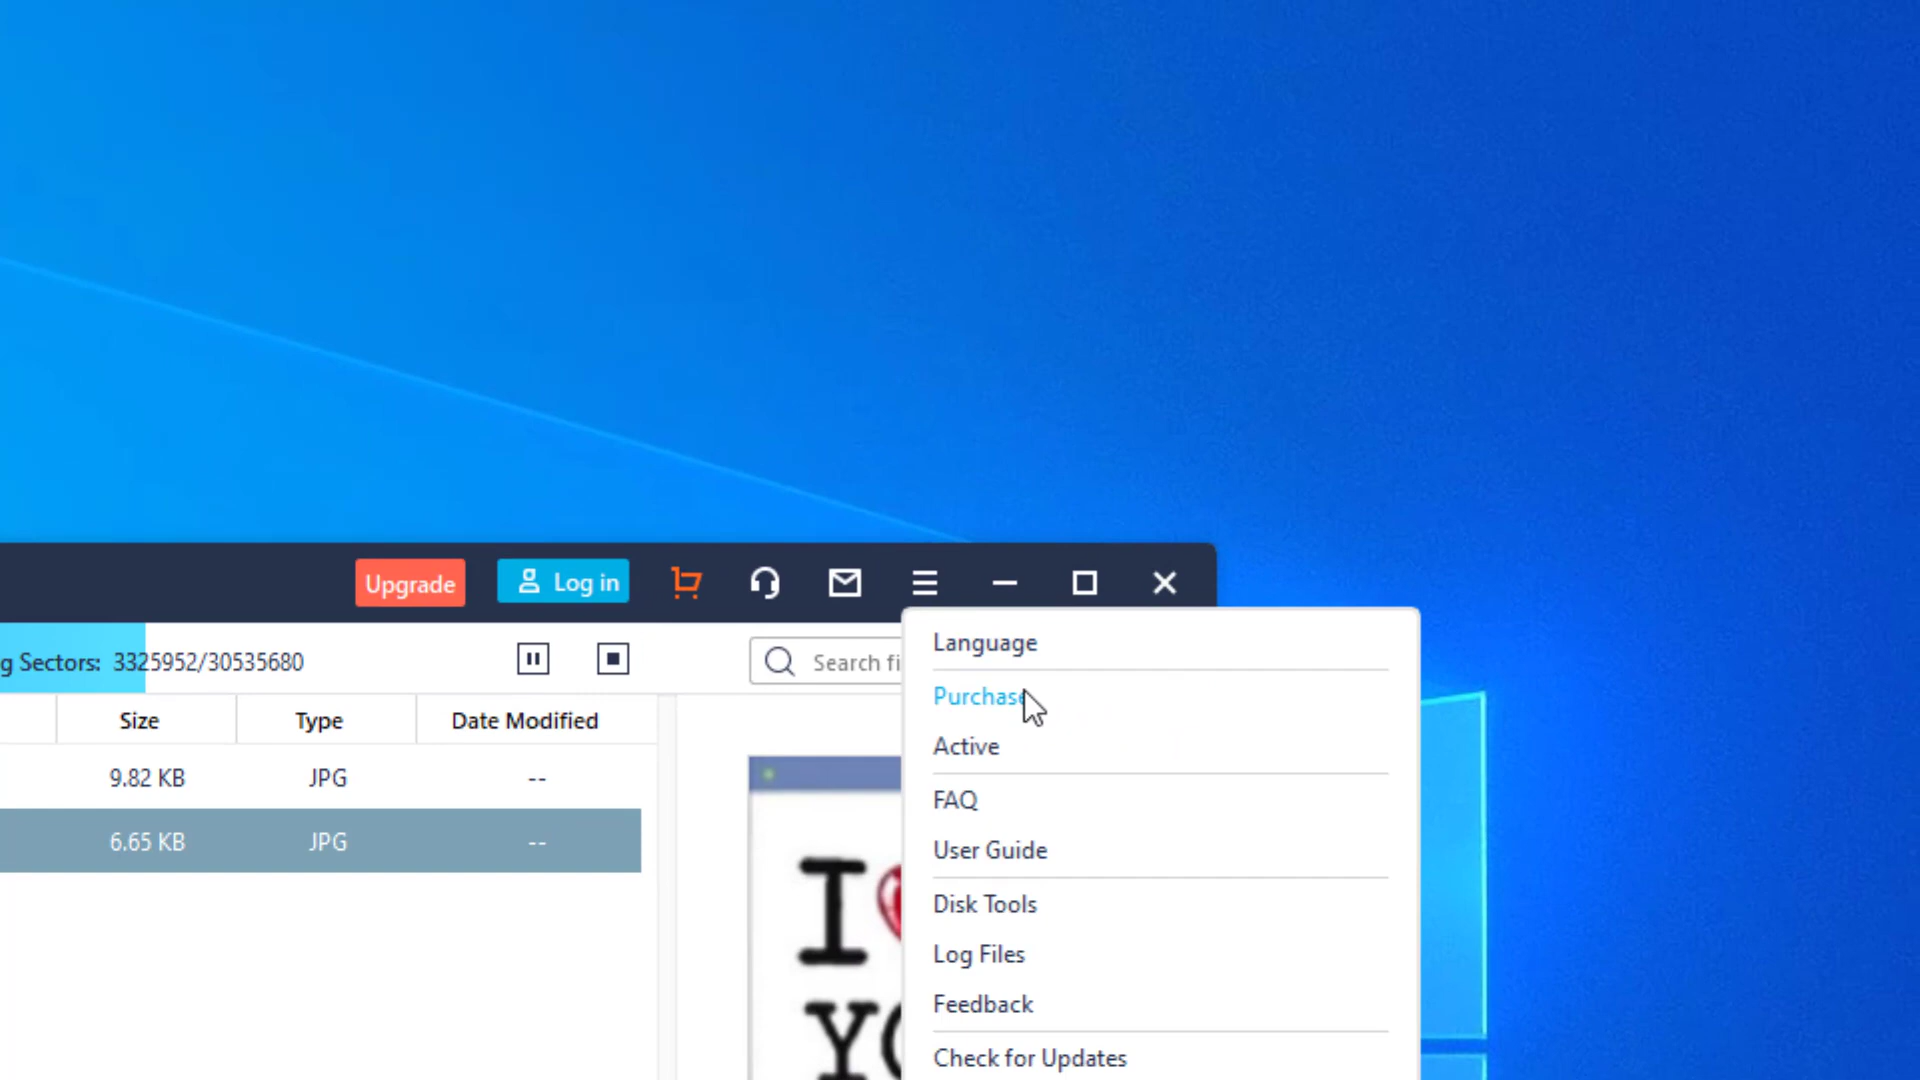 Upgrade
Log in
g Sectors: 3325952/30535680
Search fi
Size Type Date Modified
9.82 KB JPG --
6.65 KB JPG --
I
YO
Language
Purchase
Active
FAQ
User Guide
Disk Tools
Log Files
Feedback
Check for Updates